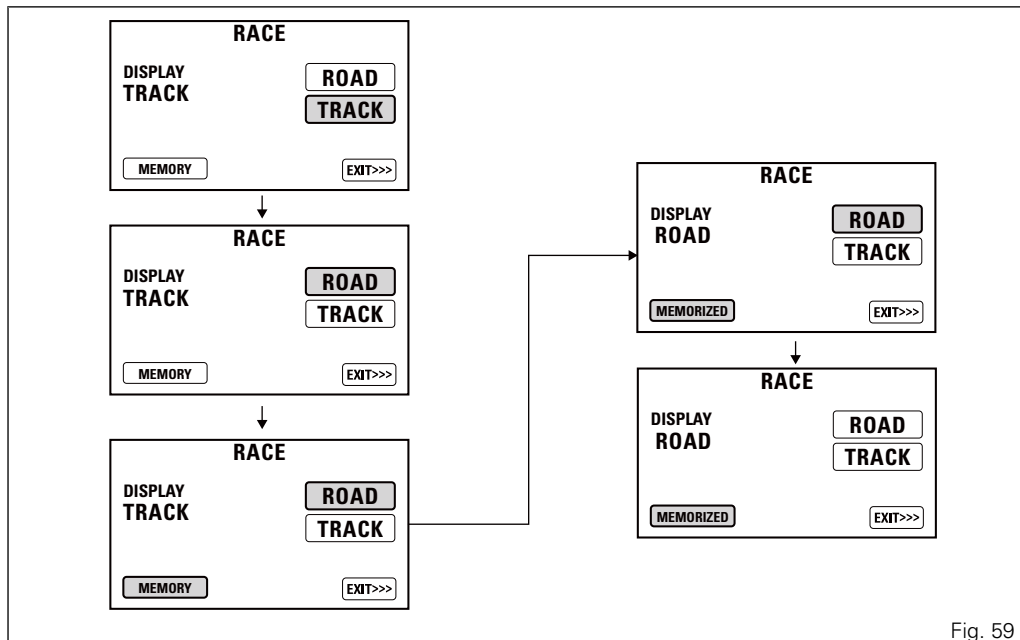 RACE
DISPLAY
TRACK
ROAD
TRACK
MEMORY
EXIT>>>
RACE
DISPLAY
TRACK
ROAD
TRACK
MEMORY
EXIT>>>
RACE
DISPLAY
TRACK
ROAD
TRACK
MEMORY
EXIT>>>
RACE
DISPLAY
ROAD
ROAD
TRACK
MEMORIZED
EXIT>>>
RACE
DISPLAY
ROAD
ROAD
TRACK
MEMORIZED
EXIT>>>
Fig. 59